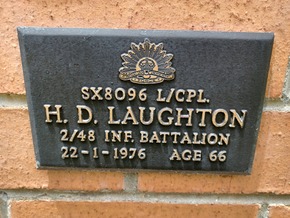 SX8096 L/CPL.
H. D. LAUGHTON
2/48 INF. BATTALION
22-1-1976 AGE 66